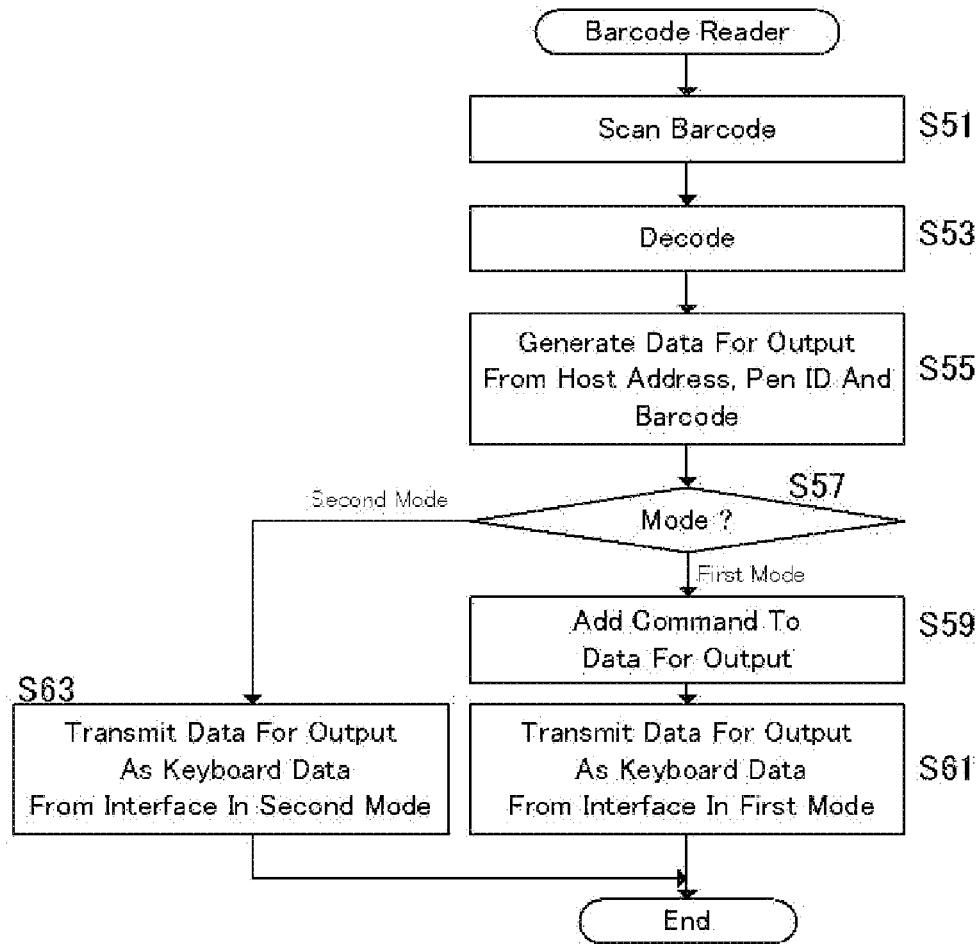 Barcode Reader
Scan Barcode
S51
Decode
S53
Generate Data For Output
From Host Address, Pen ID And
Barcode
S55
S57
Mode ?
Second Mode
First Mode
Add Command To
Data For Output
S59
S63
Transmit Data For Output
As Keyboard Data
From Interface In Second Mode
Transmit Data For Output
As Keyboard Data
From Interface In First Mode
S61
End